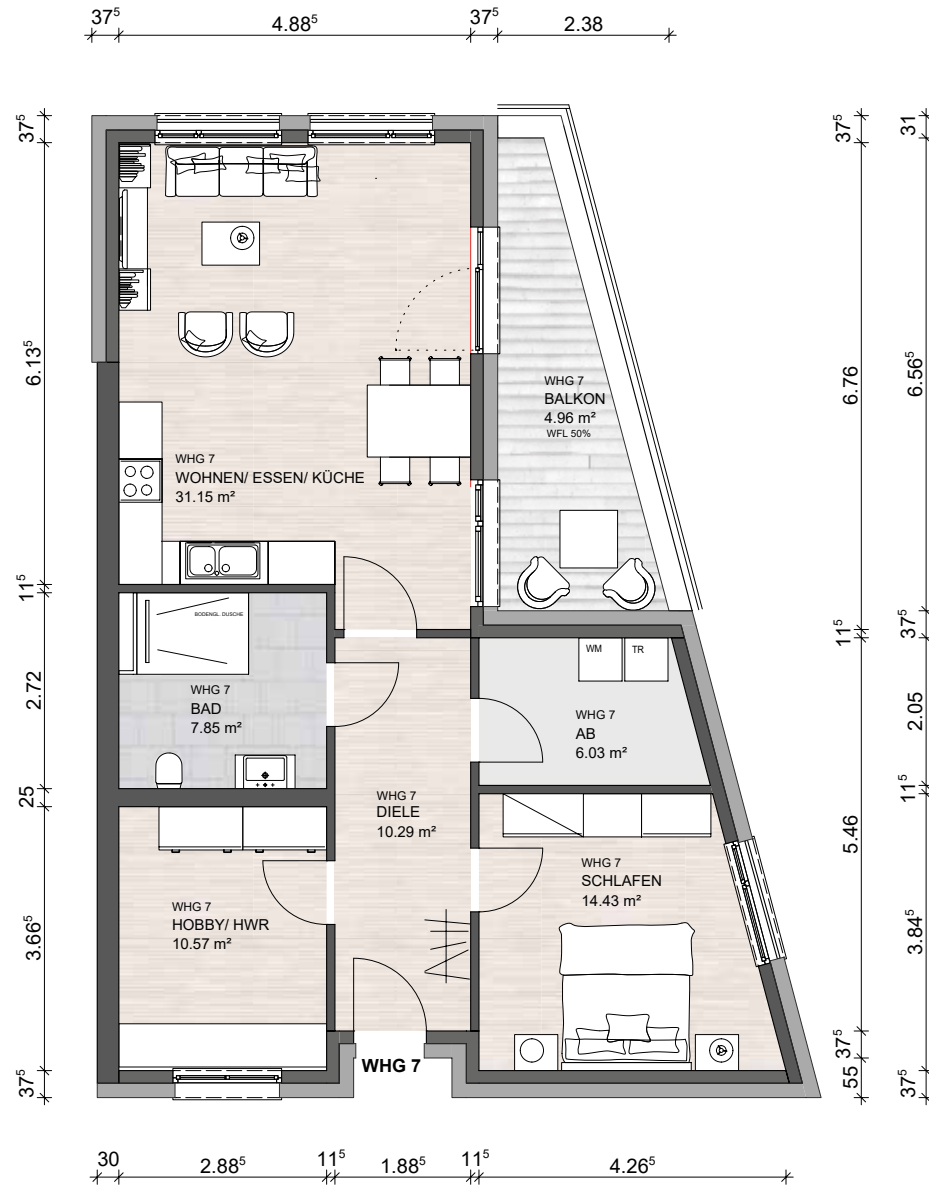 37⁵ 4.88⁵ 37⁵ 2.38
37⁵
6.13⁵
11⁵
2.72
25
3.66⁵
37⁵
WHG 7
WOHNEN/ ESSEN/ KÜCHE
31.15 m²
WHG 7
BALKON
4.96 m²
WFL 50%
BODENGL. DUSCHE
WHG 7
BAD
7.85 m²
WM TR
WHG 7
AB
6.03 m²
WHG 7
DIELE
10.29 m²
WHG 7
HOBBY/ HWR
10.57 m²
WHG 7
SCHLAFEN
14.43 m²
WHG 7
37⁵
6.76
11⁵
5.46
37⁵
55
31
6.56⁵
37⁵
2.05
11⁵
3.84⁵
37⁵
30 2.88⁵ 11⁵ 1.88⁵ 11⁵ 4.26⁵